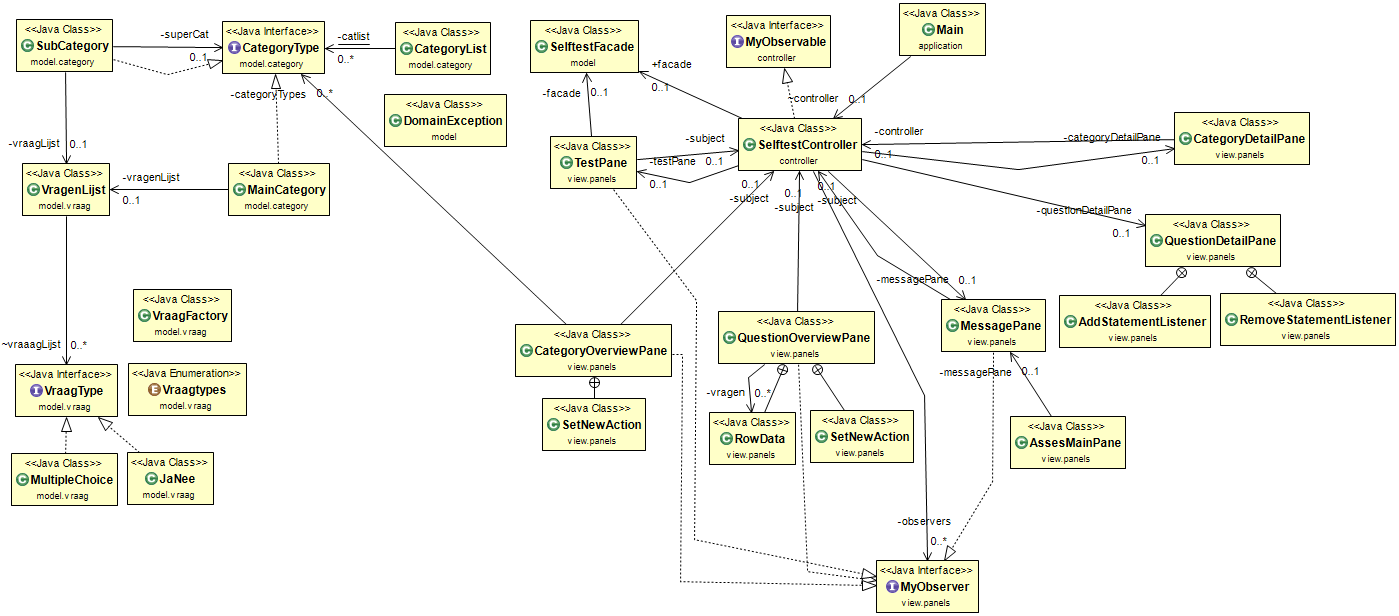 <<Java Class>>
SubCategory
model.category
-superCat
0..1
<<Java Interface>>
CategoryType
model.category
-catlist
0..*
<<Java Class>>
CategoryList
model.category
<<Java Class>>
SelftestFacade
model
<<Java Interface>>
MyObservable
controller
<<Java Class>>
Main
application
-categoryTypes
0..*
<<Java Class>>
DomainException
model
-facade
0..1
+facade
0..1
~controller
0..1
-vraagLijst
0..1
<<Java Class>>
TestPane
view.panels
-subject
0..1
-testPane
0..1
<<Java Class>>
SelftestController
controller
-controller
0..1
-categoryDetailPane
0..1
<<Java Class>>
CategoryDetailPane
view.panels
<<Java Class>>
VragenLijst
model.vraag
-vragenLijst
0..1
<<Java Class>>
MainCategory
model.category
0..1
-subject
0..1
-subject
0..1
-subject
-questionDetailPane
0..1
<<Java Class>>
QuestionDetailPane
view.panels
<<Java Class>>
VraagFactory
model.vraag
-messagePane
0..1
<<Java Class>>
MessagePane
view.panels
<<Java Class>>
AddStatementListener
view.panels
<<Java Class>>
RemoveStatementListener
view.panels
~vraaagLijst
0..*
<<Java Class>>
CategoryOverviewPane
view.panels
<<Java Class>>
QuestionOverviewPane
view.panels
<<Java Interface>>
VraagType
model.vraag
<<Java Enumeration>>
Vraagtypes
model.vraag
-messagePane
0..1
-vragen
0..*
<<Java Class>>
SetNewAction
view.panels
<<Java Class>>
RowData
view.panels
<<Java Class>>
SetNewAction
view.panels
<<Java Class>>
AssesMainPane
view.panels
<<Java Class>>
MultipleChoice
model.vraag
<<Java Class>>
JaNee
model.vraag
-observers
0..*
<<Java Interface>>
MyObserver
view.panels